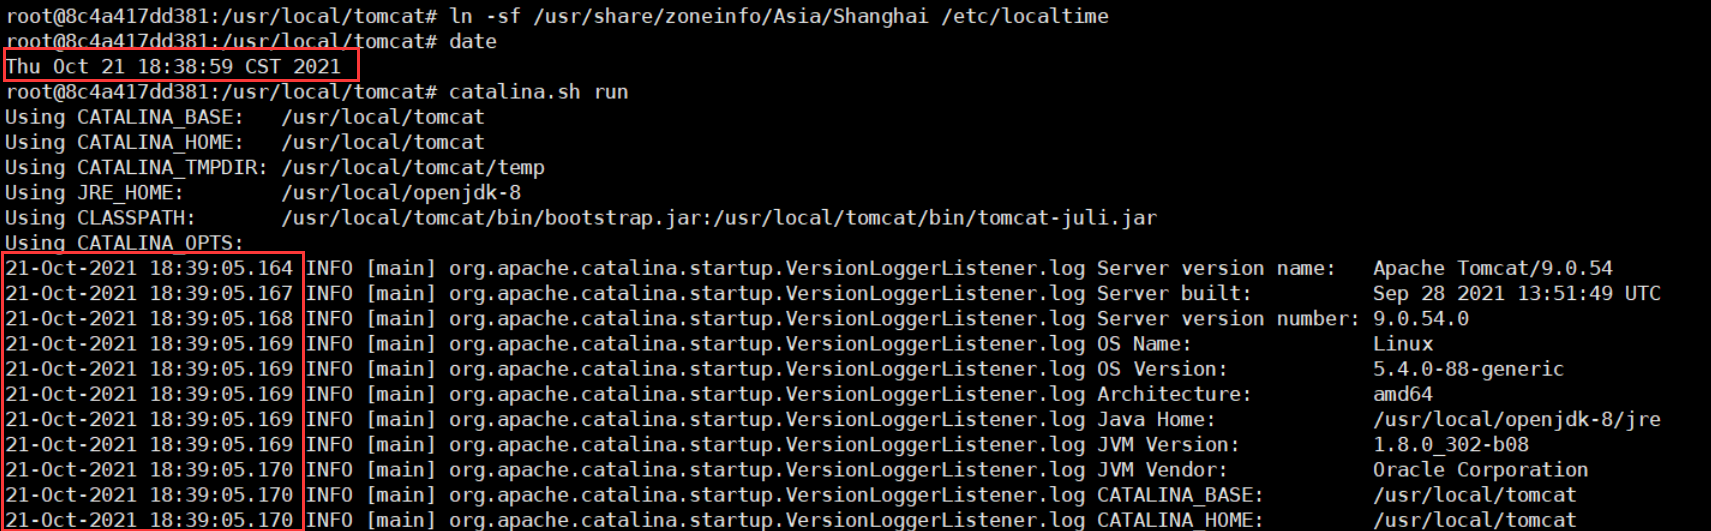 root@8c4a417dd381:/usr/local/tomcat# ln -sf /usr/share/zoneinfo/Asia/Shanghai /etc/localtime
root@8c4a417dd381:/usr/local/tomcat# date
Thu Oct 21 18:38:59 CST 2021
root@8c4a417dd381:/usr/local/tomcat# catalina.sh run
Using CATALINA_BASE:   /usr/local/tomcat
Using CATALINA_HOME:   /usr/local/tomcat
Using CATALINA_TMPDIR: /usr/local/tomcat/temp
Using JRE_HOME:        /usr/local/openjdk-8
Using CLASSPATH:       /usr/local/tomcat/bin/bootstrap.jar:/usr/local/tomcat/bin/tomcat-juli.jar
Using CATALINA_OPTS:
21-Oct-2021 18:39:05.164 INFO [main] org.apache.catalina.startup.VersionLoggerListener.log Server version name:   Apache Tomcat/9.0.54
21-Oct-2021 18:39:05.167 INFO [main] org.apache.catalina.startup.VersionLoggerListener.log Server built:          Sep 28 2021 13:51:49 UTC
21-Oct-2021 18:39:05.168 INFO [main] org.apache.catalina.startup.VersionLoggerListener.log Server version number: 9.0.54.0
21-Oct-2021 18:39:05.169 INFO [main] org.apache.catalina.startup.VersionLoggerListener.log OS Name:               Linux
21-Oct-2021 18:39:05.169 INFO [main] org.apache.catalina.startup.VersionLoggerListener.log OS Version:            5.4.0-88-generic
21-Oct-2021 18:39:05.169 INFO [main] org.apache.catalina.startup.VersionLoggerListener.log Architecture:          amd64
21-Oct-2021 18:39:05.169 INFO [main] org.apache.catalina.startup.VersionLoggerListener.log Java Home:             /usr/local/openjdk-8/jre
21-Oct-2021 18:39:05.169 INFO [main] org.apache.catalina.startup.VersionLoggerListener.log JVM Version:           1.8.0_302-b08
21-Oct-2021 18:39:05.170 INFO [main] org.apache.catalina.startup.VersionLoggerListener.log JVM Vendor:            Oracle Corporation
21-Oct-2021 18:39:05.170 INFO [main] org.apache.catalina.startup.VersionLoggerListener.log CATALINA_BASE:         /usr/local/tomcat
21-Oct-2021 18:39:05.170 INFO [main] org.apache.catalina.startup.VersionLoggerListener.log CATALINA_HOME:         /usr/local/tomcat